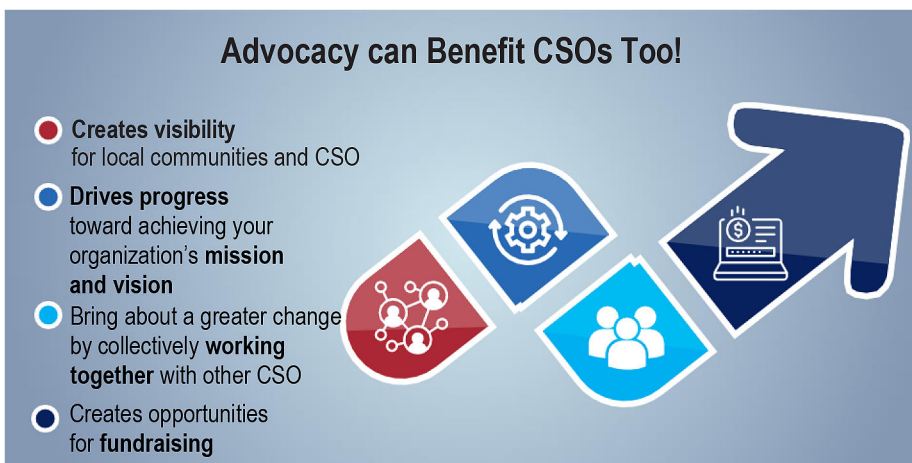 Advocacy can Benefit CSOs Too!
Creates visibility
for local communities and CSO
Drives progress
toward achieving your
organization's mission
and vision
Bring about a greater change
by collectively working
together with other CSO
Creates opportunities
for fundraising
$